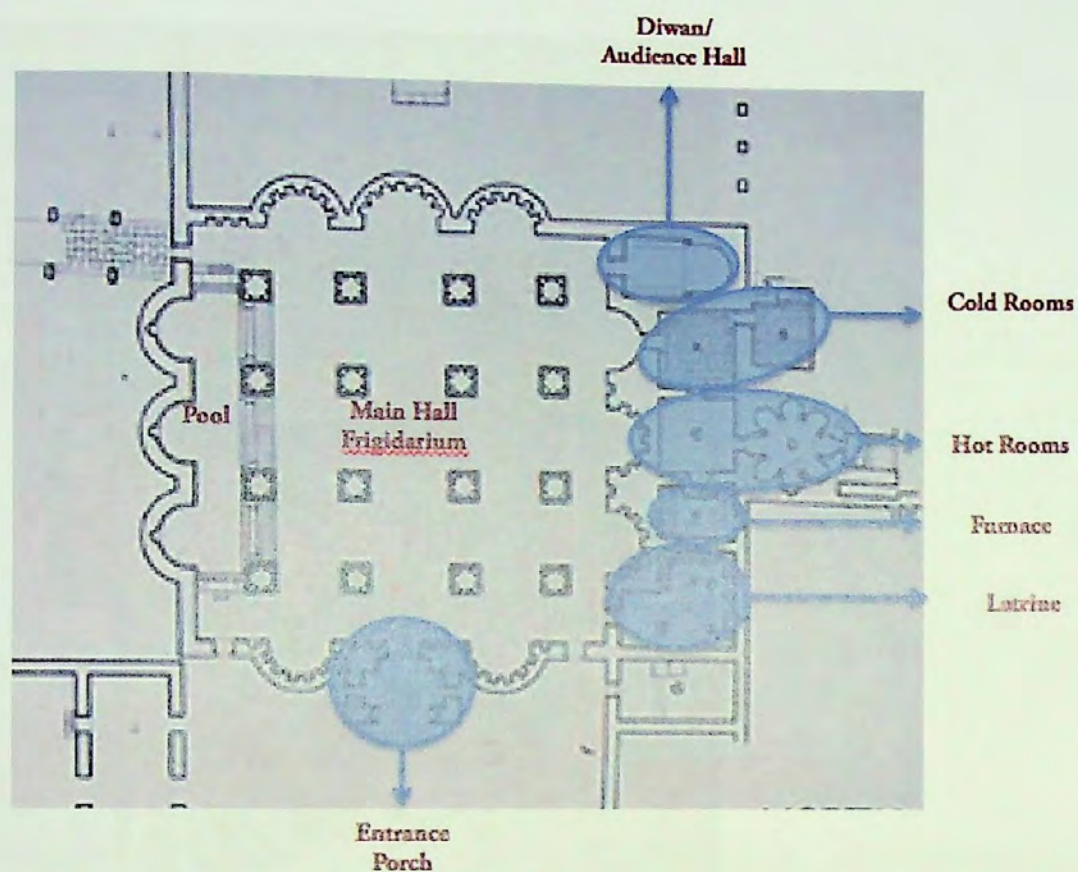 Diwan/
Audience Hall
Cold Rooms
Pool
Main Hall
Frigidarium
Hot Rooms
Furnace
Latrine
Entrance
Porch